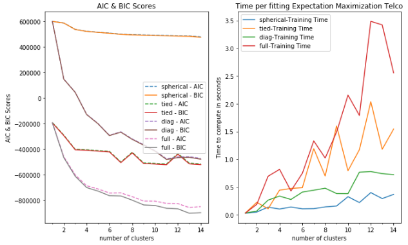 AIC & BIC Scores
AIC & BIC Scores
600000
400000
200000
0
−200000
−400000
−600000
−800000
spherical - AIC
spherical - BIC
tied - AIC
tied - BIC
diag - AIC
diag - BIC
full - AIC
full - BIC
2 4 6 8 10 12 14
number of clusters
Time per fitting Expectation Maximization Telco
Time to compute in seconds
3.5
3.0
2.5
2.0
1.5
1.0
0.5
0.0
spherical-Training Time
tied-Training Time
diag-Training Time
full-Training Time
2 4 6 8 10 12 14
number of clusters